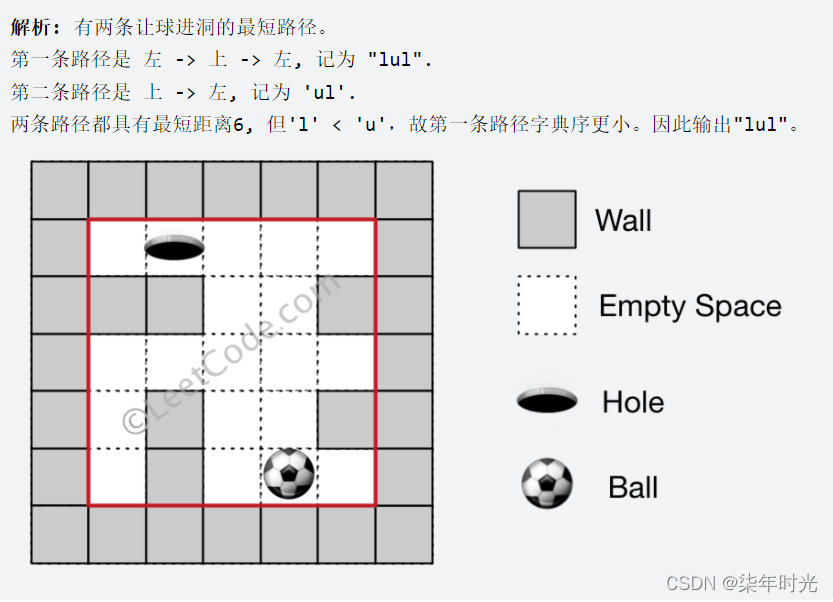 解析：有两条让球进洞的最短路径。
第一条路径是 左 -> 上 -> 左, 记为 "lul".
第二条路径是 上 -> 左, 记为 'ul'.
两条路径都具有最短距离6, 但'l' < 'u'，故第一条路径字典序更小。因此输出"lul"。
Wall
Empty Space
Hole
Ball
©LeetCode.com
CSDN @柒年时光